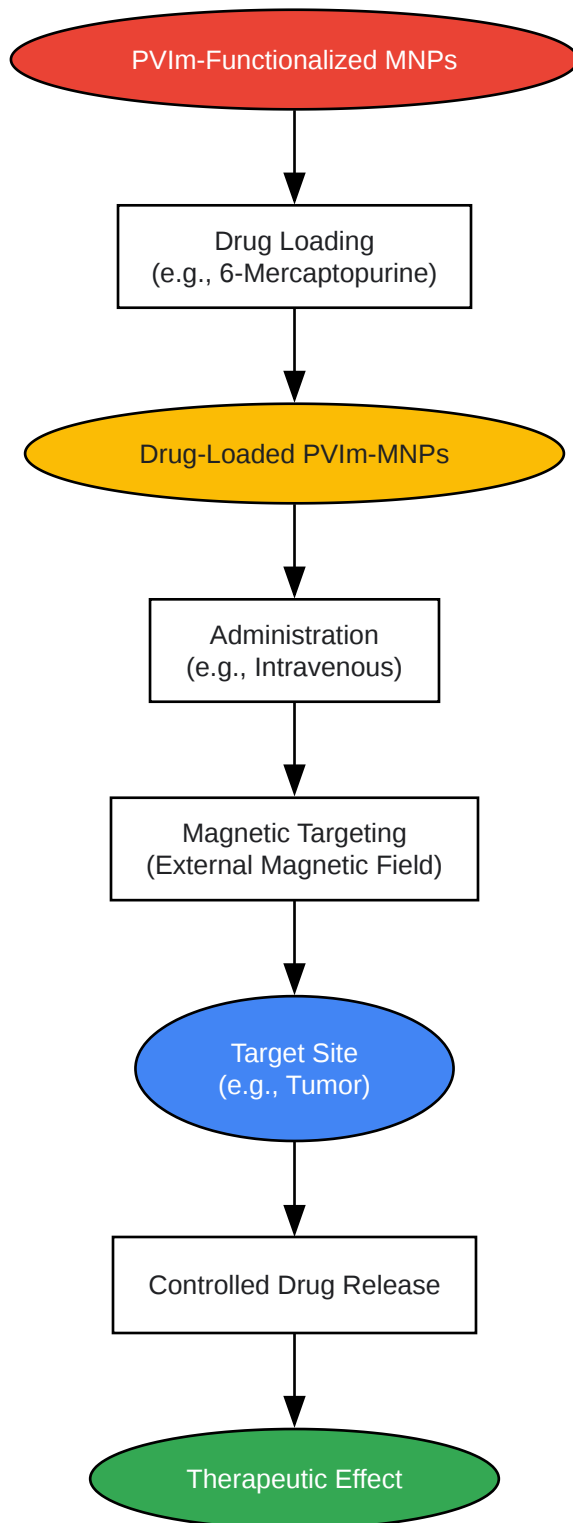 PVIm-Functionalized MNPs
Drug Loading
(e.g., 6-Mercaptopurine)
Drug-Loaded PVIm-MNPs
Administration
(e.g., Intravenous)
Magnetic Targeting
(External Magnetic Field)
Target Site
(e.g., Tumor)
Controlled Drug Release
Therapeutic Effect